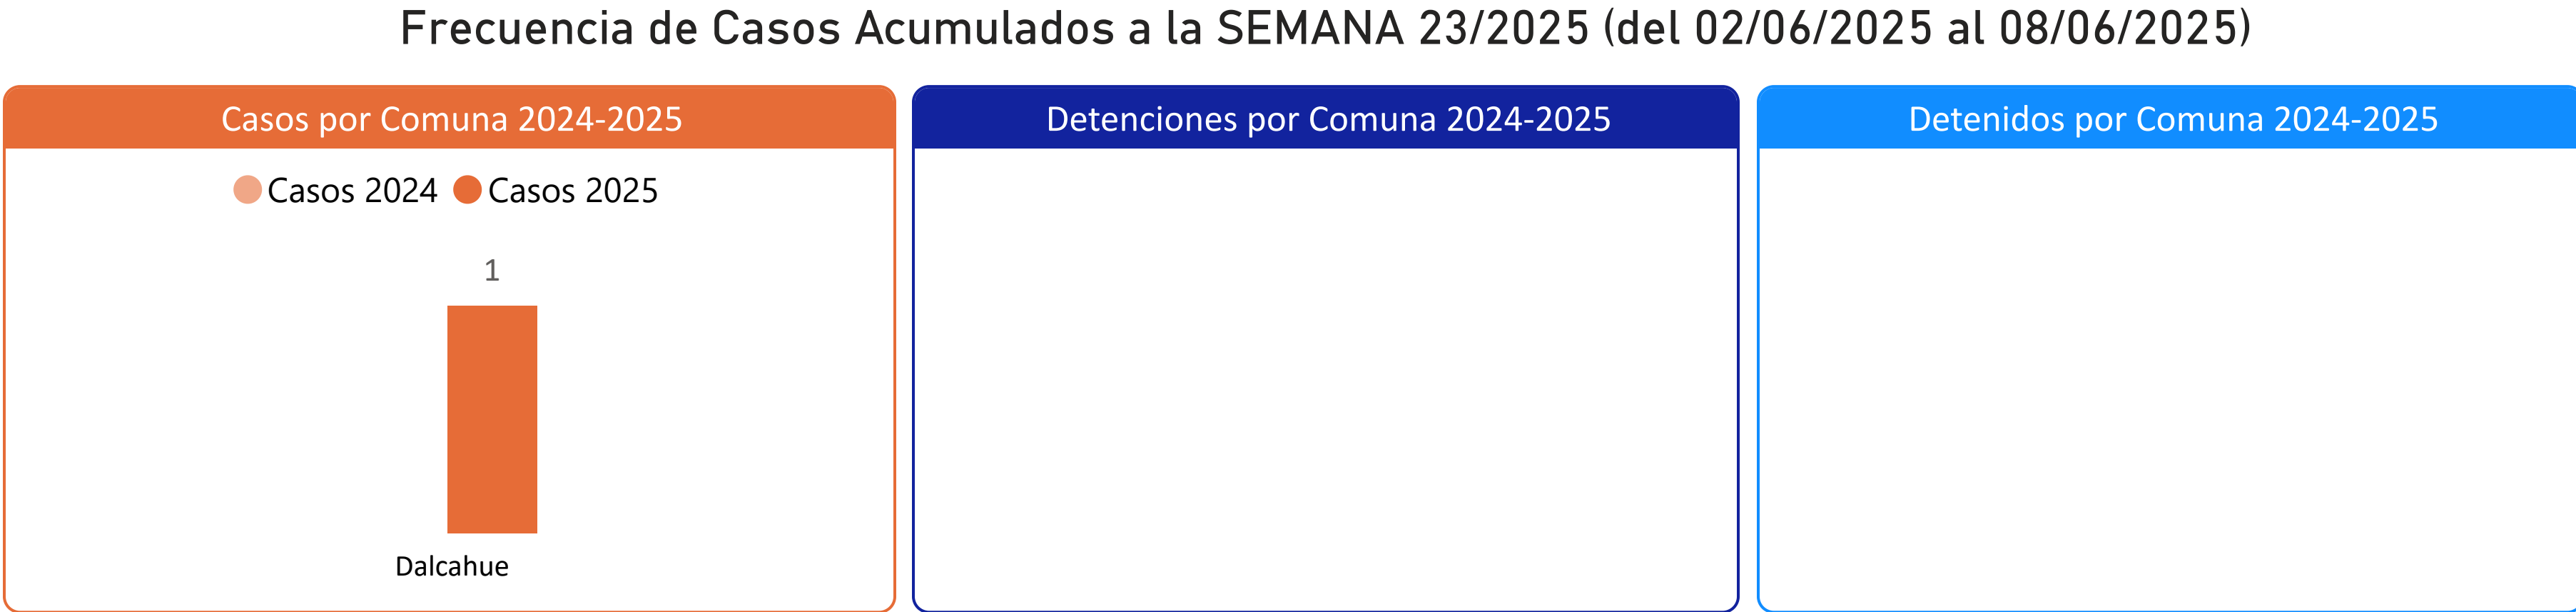 Frecuencia de Casos Acumulados a la SEMANA 23/2025 (del 02/06/2025 al 08/06/2025)
Casos por Comuna 2024-2025
Casos 2024 Casos 2025
1
Dalcahue
Detenciones por Comuna 2024-2025
Detenidos por Comuna 2024-2025